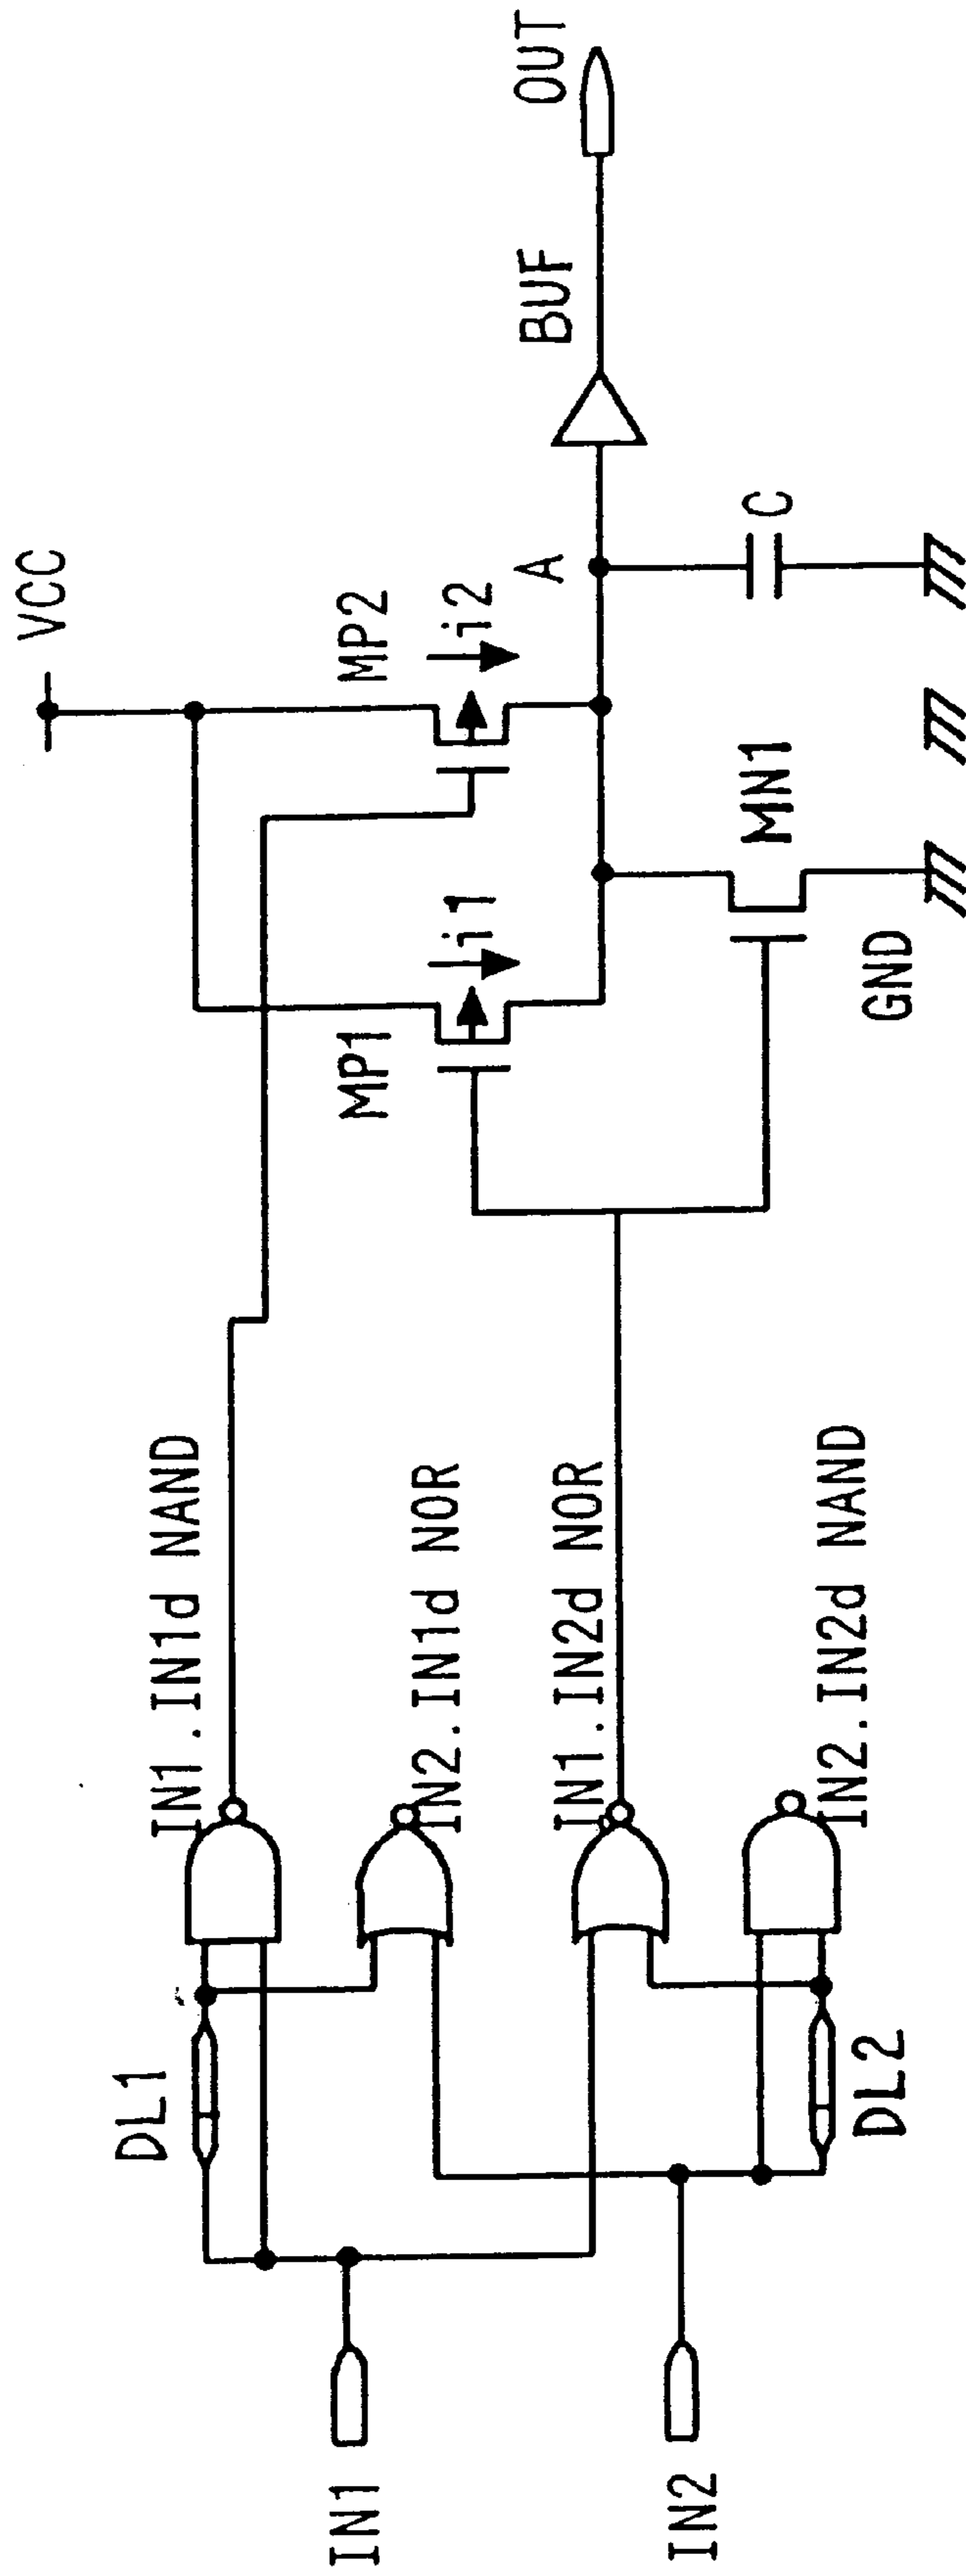 VCC
MP1
i1
MP2
i2
A
BUF
OUT
C
MN1
GND
IN1.IN1d NAND
IN2.IN1d NOR
IN1.IN2d NOR
IN2.IN2d NAND
DL1
DL2
IN1
IN2